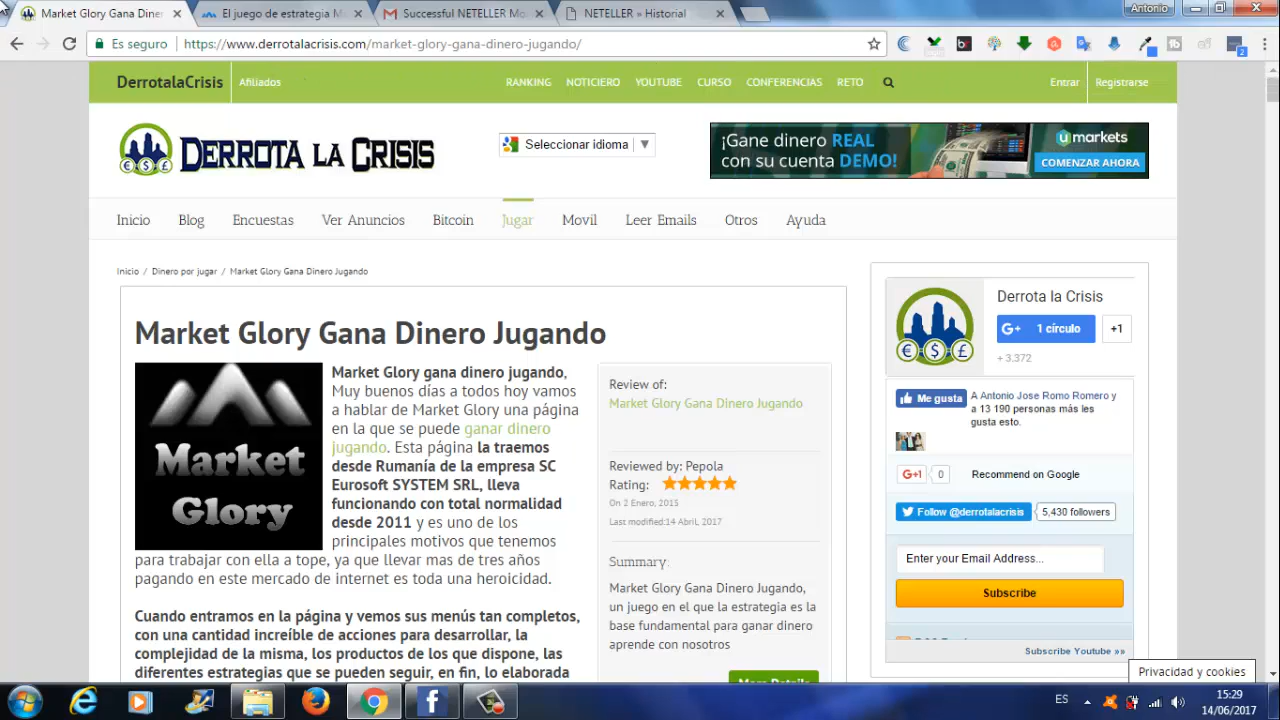 Market Glory Gana Diner
El juego de estrategia M
Successful NETELLER Mo
NETELLER » Historial
Antonio
Es seguro
https://www.derrotalacrisis.com/market-glory-gana-dinero-jugando/
DerrotalaCrisis
Afiliados
RANKING
NOTICIERO
YOUTUBE
CURSO
CONFERENCIAS
RETO
Entrar
Registrarse
€ $ £
DERROTA LA CRISIS
Seleccionar idioma
¡Gane dinero REAL
con su cuenta DEMO!
markets
COMENZAR AHORA
Inicio
Blog
Encuestas
Ver Anuncios
Bitcoin
Jugar
Movil
Leer Emails
Otros
Ayuda
Inicio / Dinero por jugar / Market Glory Gana Dinero Jugando
Market Glory Gana Dinero Jugando
Market
Glory
Market Glory gana dinero jugando,
Muy buenos días a todos hoy vamos
a hablar de Market Glory una página
en la que se puede ganar dinero
jugando. Esta página la traemos
desde Rumanía de la empresa SC
Eurosoft SYSTEM SRL, lleva
funcionando con total normalidad
desde 2011 y es uno de los
principales motivos que tenemos
para trabajar con ella a tope, ya que llevar mas de tres años
pagando en este mercado de internet es toda una heroicidad.
Cuando entramos en la página y vemos sus menús tan completos,
con una cantidad increíble de acciones para desarrollar, la
complejidad de la misma, los productos de los que dispone, las
diferentes estrategias que se pueden seguir, en fin, lo elaborada
Review of:
Market Glory Gana Dinero Jugando
Reviewed by: Pepola
Rating:
On 2 Enero, 2015
Last modified:14 Abril, 2017
Summary:
Market Glory Gana Dinero Jugando,
un juego en el que la estrategia es la
base fundamental para ganar dinero
aprende con nosotros
More Details
€ $ £
Derrota la Crisis
G+ 1 círculo
+1
+ 3.372
Me gusta
A Antonio Jose Romo Romero y
a 13 190 personas más les
gusta esto.
G+1
0
Recommend on Google
Follow @derrotalacrisis
5,430 followers
Enter your Email Address...
Subscribe
Subscribe Youtube »»
Privacidad y cookies
ES
15:29
14/06/2017